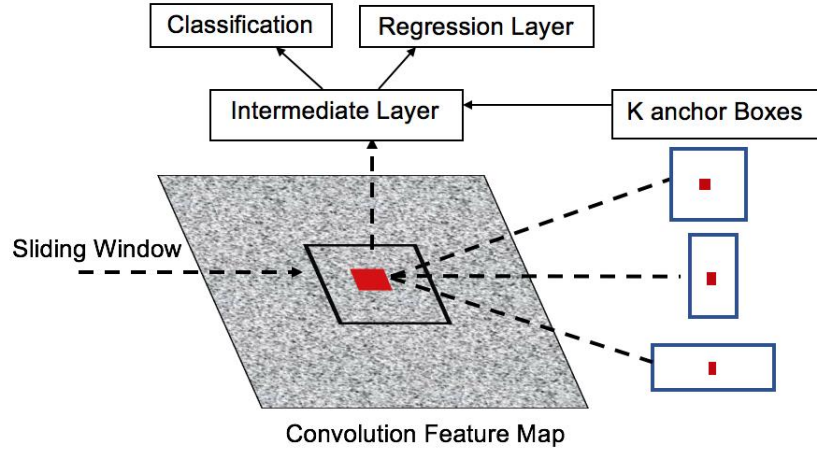 Classification
Regression Layer
Intermediate Layer
K anchor Boxes
Sliding Window
Convolution Feature Map